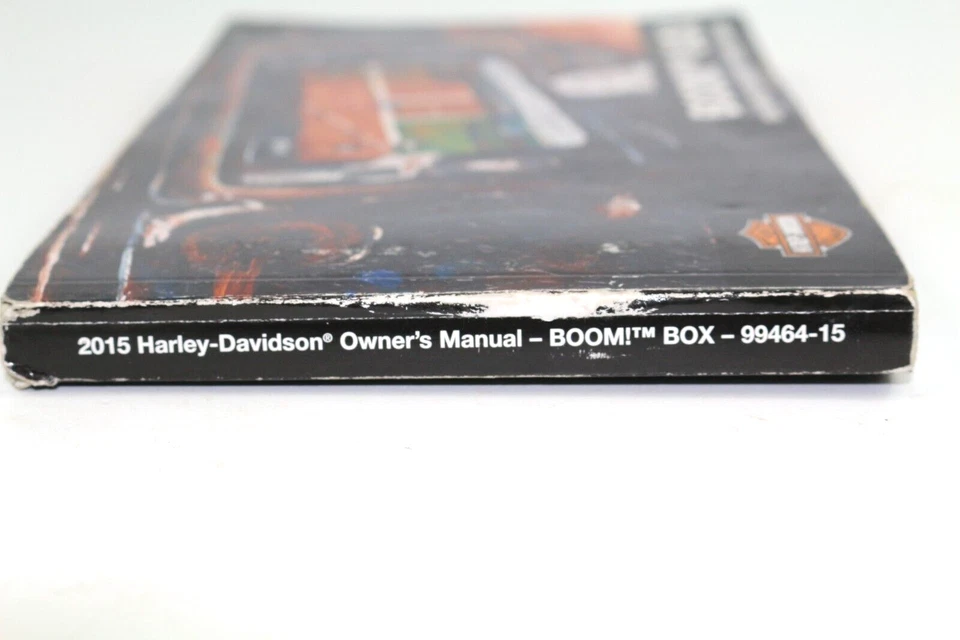 2015 Harley-Davidson® Owner's Manual – BOOM!™ BOX – 99464-15